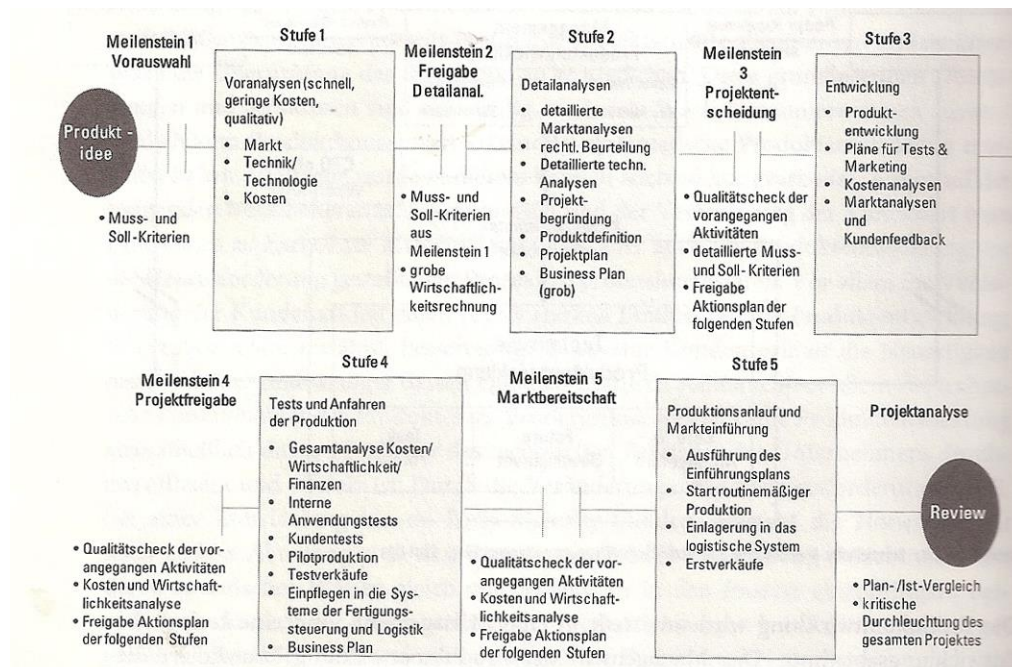 Meilenstein 1
Vorauswahl
Produkt -
idee
• Muss- und
Soll-Kriterien
Stufe 1
Voranalysen (schnell,
geringe Kosten,
qualitativ)
• Markt
• Technik/
Technologie
• Kosten
Meilenstein 2
Freigabe
Detailanal.
• Muss- und
Soll-Kriterien
aus
Meilenstein 1
• grobe
Wirtschaftlich-
keitsrechnung
Stufe 2
Detailanalysen
• detaillierte
Marktanalysen
• rechtl. Beurteilung
• Detaillierte techn.
Analysen
• Projekt-
begründung
• Produktdefinition
• Projektplan
• Business Plan
(grob)
Meilenstein
3
Projektent-
scheidung
• Qualitätscheck der
vorangegangen
Aktivitäten
• detaillierte Muss-
und Soll-Kriterien
• Freigabe
Aktionsplan der
folgenden Stufen
Stufe 3
Entwicklung
• Produkt-
entwicklung
• Pläne für Tests &
Marketing
• Kostenanalysen
• Marktanalysen
und
Kundenfeedback
Meilenstein 4
Projektfreigabe
• Qualitätscheck der vor-
angegangen Aktivitäten
• Kosten und Wirtschaft-
lichkeitsanalyse
• Freigabe Aktionsplan
der folgenden Stufen
Stufe 4
Tests und Anfahren
der Produktion
• Gesamtanalyse Kosten/
Wirtschaftlichkeit/
Finanzen
• Interne
Anwendungstests
• Kundentests
• Pilotproduktion
• Testverkäufe
• Einpflegen in die Sys-
teme der Fertigungs-
steuerung und Logistik
• Business Plan
Meilenstein 5
Marktbereitschaft
• Qualitätscheck der vor-
angegangen Aktivitäten
• Kosten und Wirtschaft-
lichkeitsanalyse
• Freigabe Aktionsplan
der folgenden Stufen
Stufe 5
Produktionsanlauf und
Markteinführung
• Ausführung des
Einführungsplans
• Start routinemäßiger
Produktion
• Einlagerung in das
logistische System
• Erstverkäufe
Projektanalyse
Review
• Plan-/Ist-Vergleich
• kritische
Durchleuchtung des
gesamten Projektes